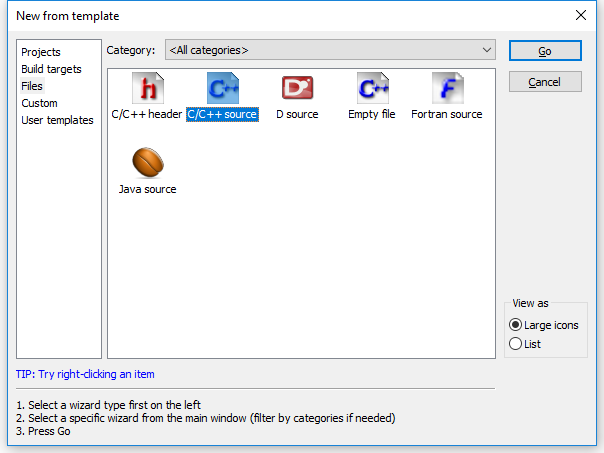 New from template
Projects
Build targets
Files
Custom
User templates
Category: <All categories>
Go
Cancel
h C++ D C++ F
C/C++ header C/C++ source D source Empty file Fortran source
Java source
View as
Large icons
List
TIP: Try right-clicking an item
1. Select a wizard type first on the left
2. Select a specific wizard from the main window (filter by categories if needed)
3. Press Go